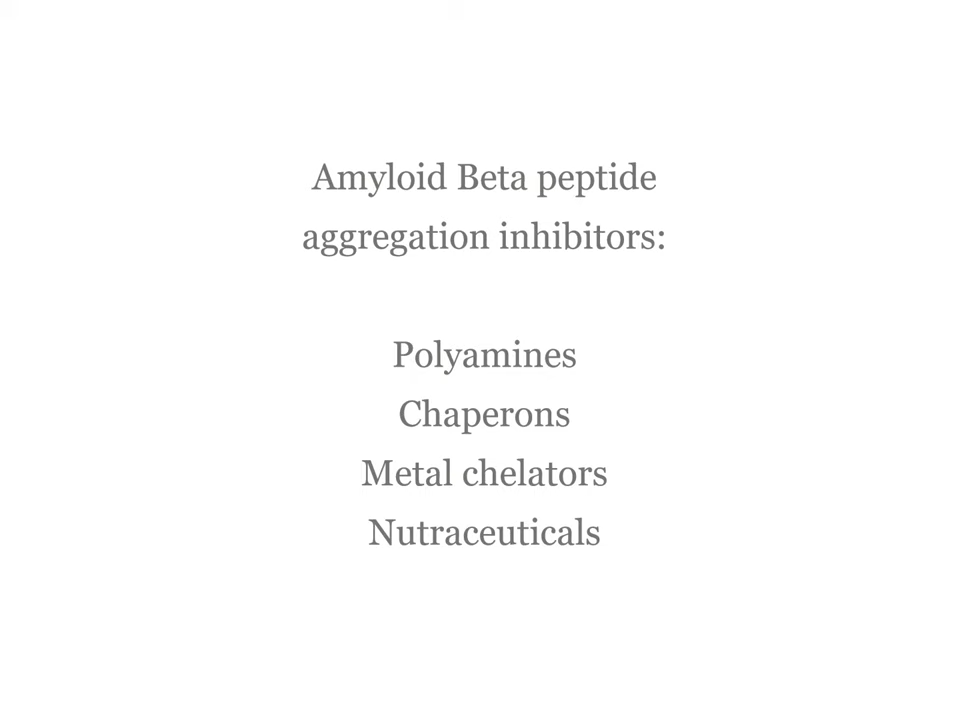 Amyloid Beta peptide
aggregation inhibitors:
Polyamines
Chaperons
Metal chelators
Nutraceuticals